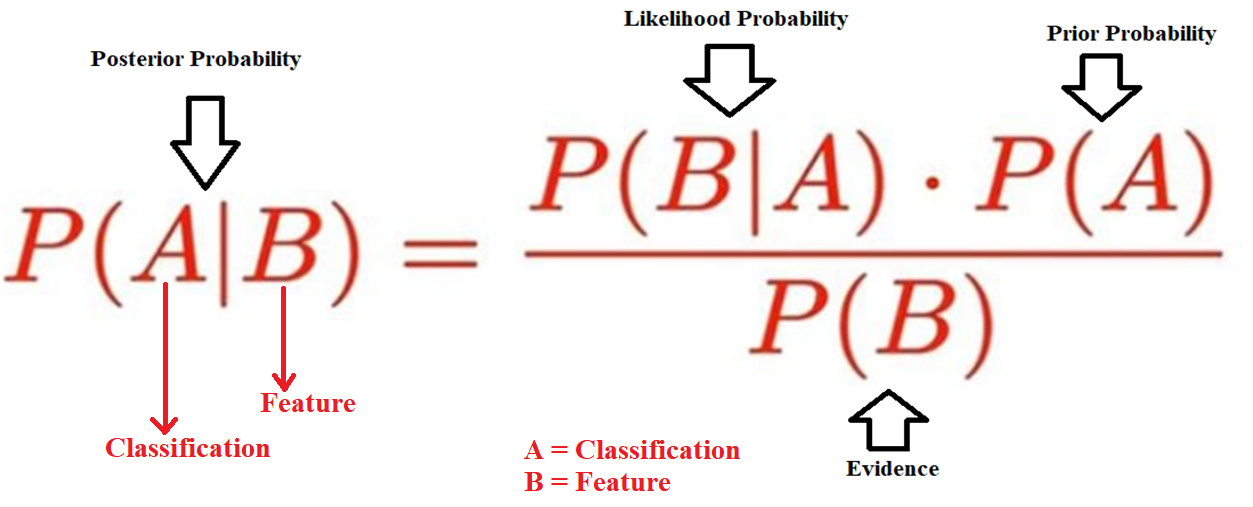 Likelihood Probability
Prior Probability
Posterior Probability
P(B|A) · P(A)
P(A|B) =
P(B)
Feature
Classification
A = Classification
B = Feature
Evidence